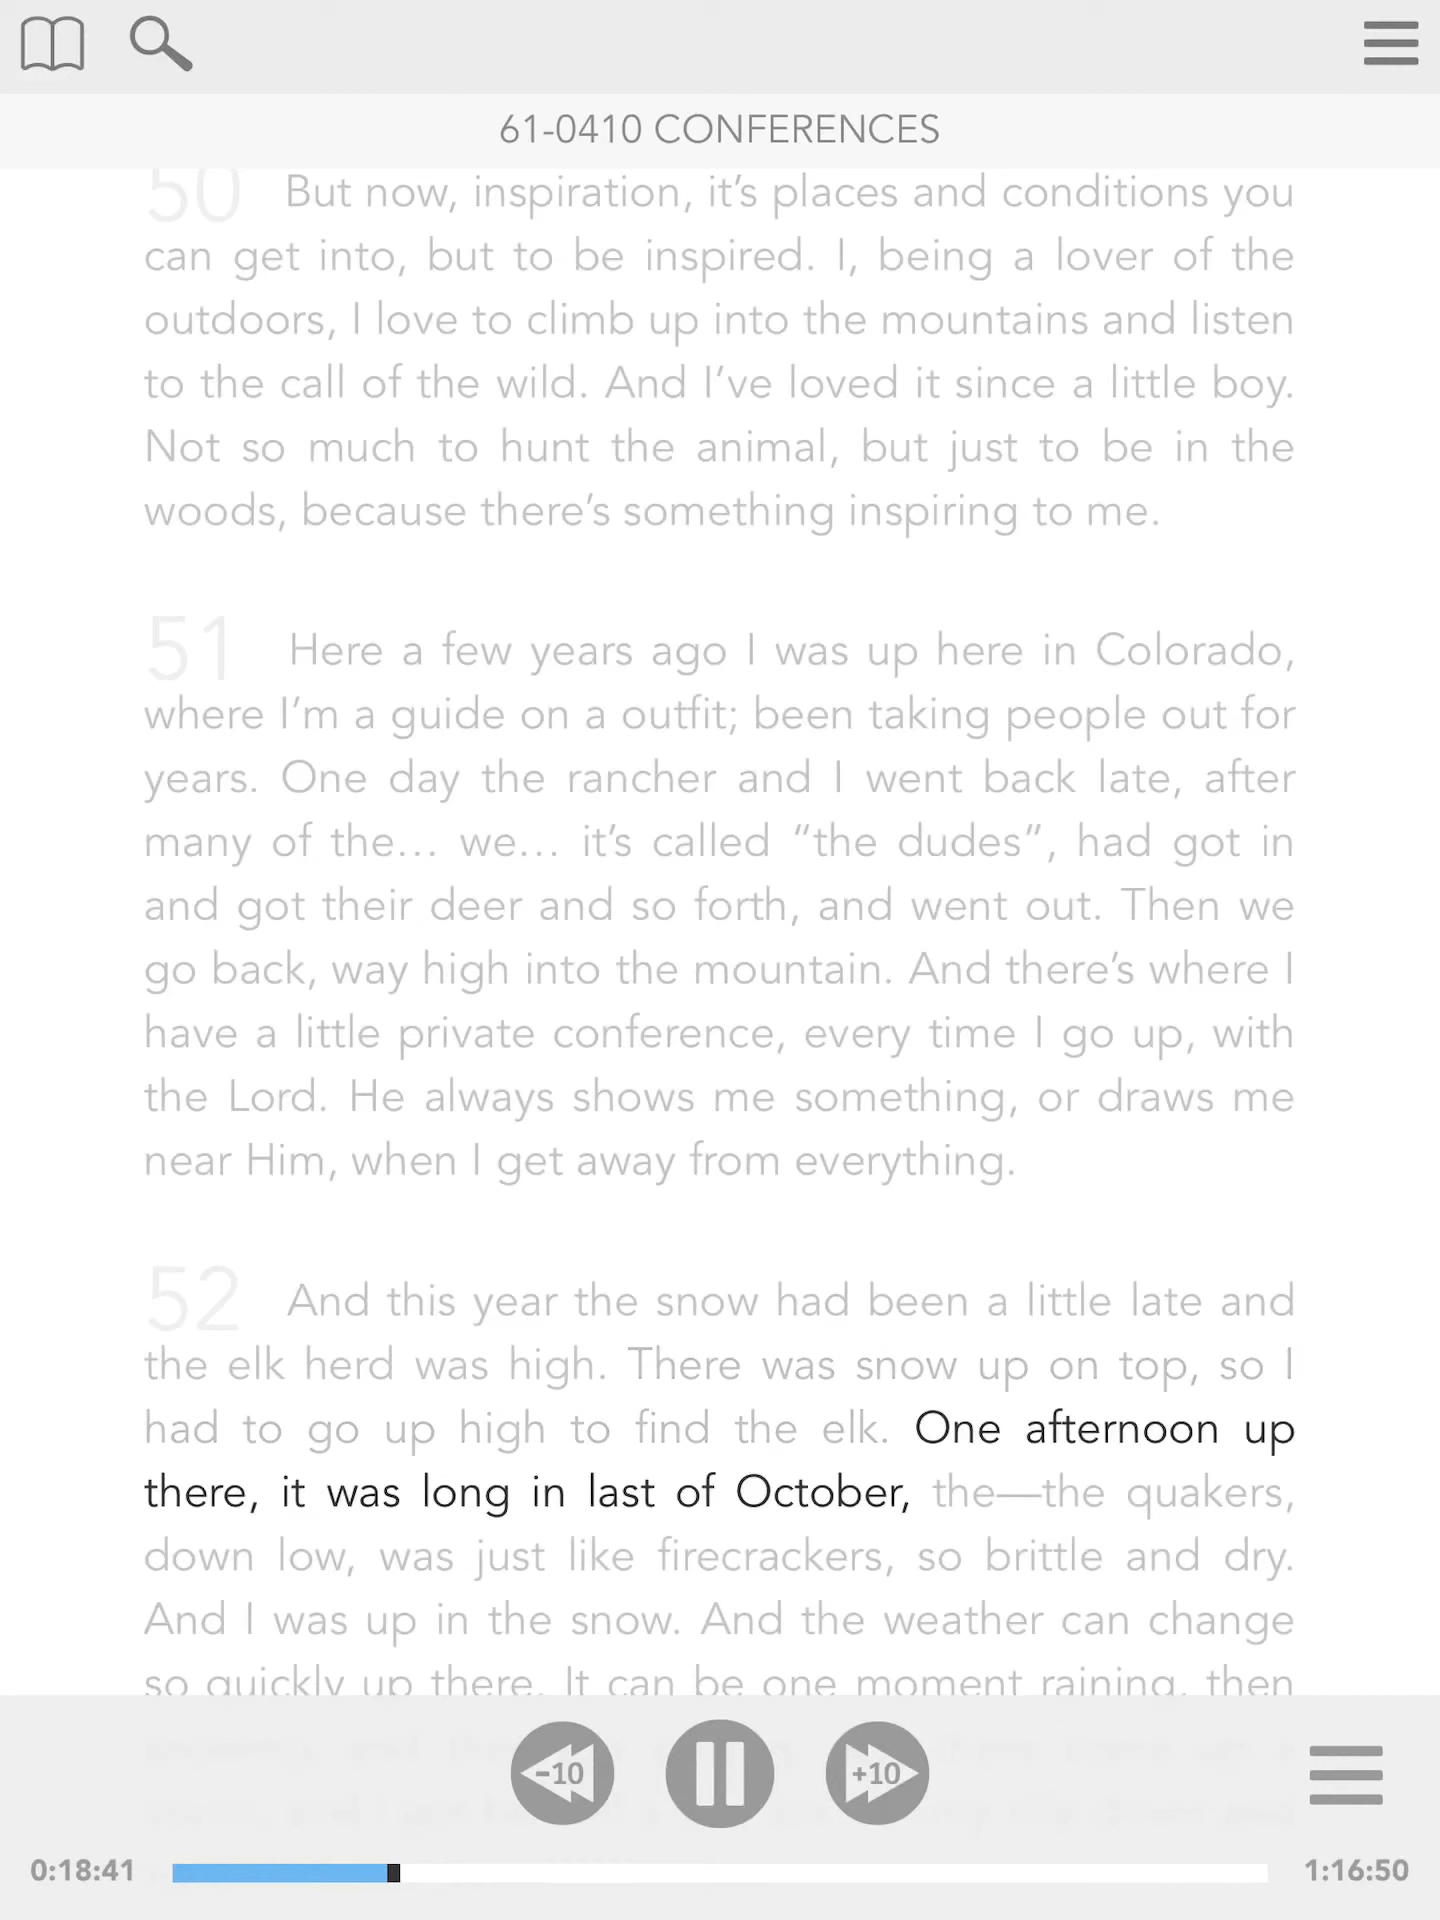 61-0410 CONFERENCES
50 But now, inspiration, it’s places and conditions you
can get into, but to be inspired. I, being a lover of the
outdoors, I love to climb up into the mountains and listen
to the call of the wild. And I’ve loved it since a little boy.
Not so much to hunt the animal, but just to be in the
woods, because there’s something inspiring to me.
51 Here a few years ago I was up here in Colorado,
where I’m a guide on a outfit; been taking people out for
years. One day the rancher and I went back late, after
many of the… we… it’s called “the dudes”, had got in
and got their deer and so forth, and went out. Then we
go back, way high into the mountain. And there’s where I
have a little private conference, every time I go up, with
the Lord. He always shows me something, or draws me
near Him, when I get away from everything.
52 And this year the snow had been a little late and
the elk herd was high. There was snow up on top, so I
had to go up high to find the elk. One afternoon up
there, it was long in last of October, the—the quakers,
down low, was just like firecrackers, so brittle and dry.
And I was up in the snow. And the weather can change
so quickly up there. It can be one moment raining, then
-10 +10
0:18:41 1:16:50